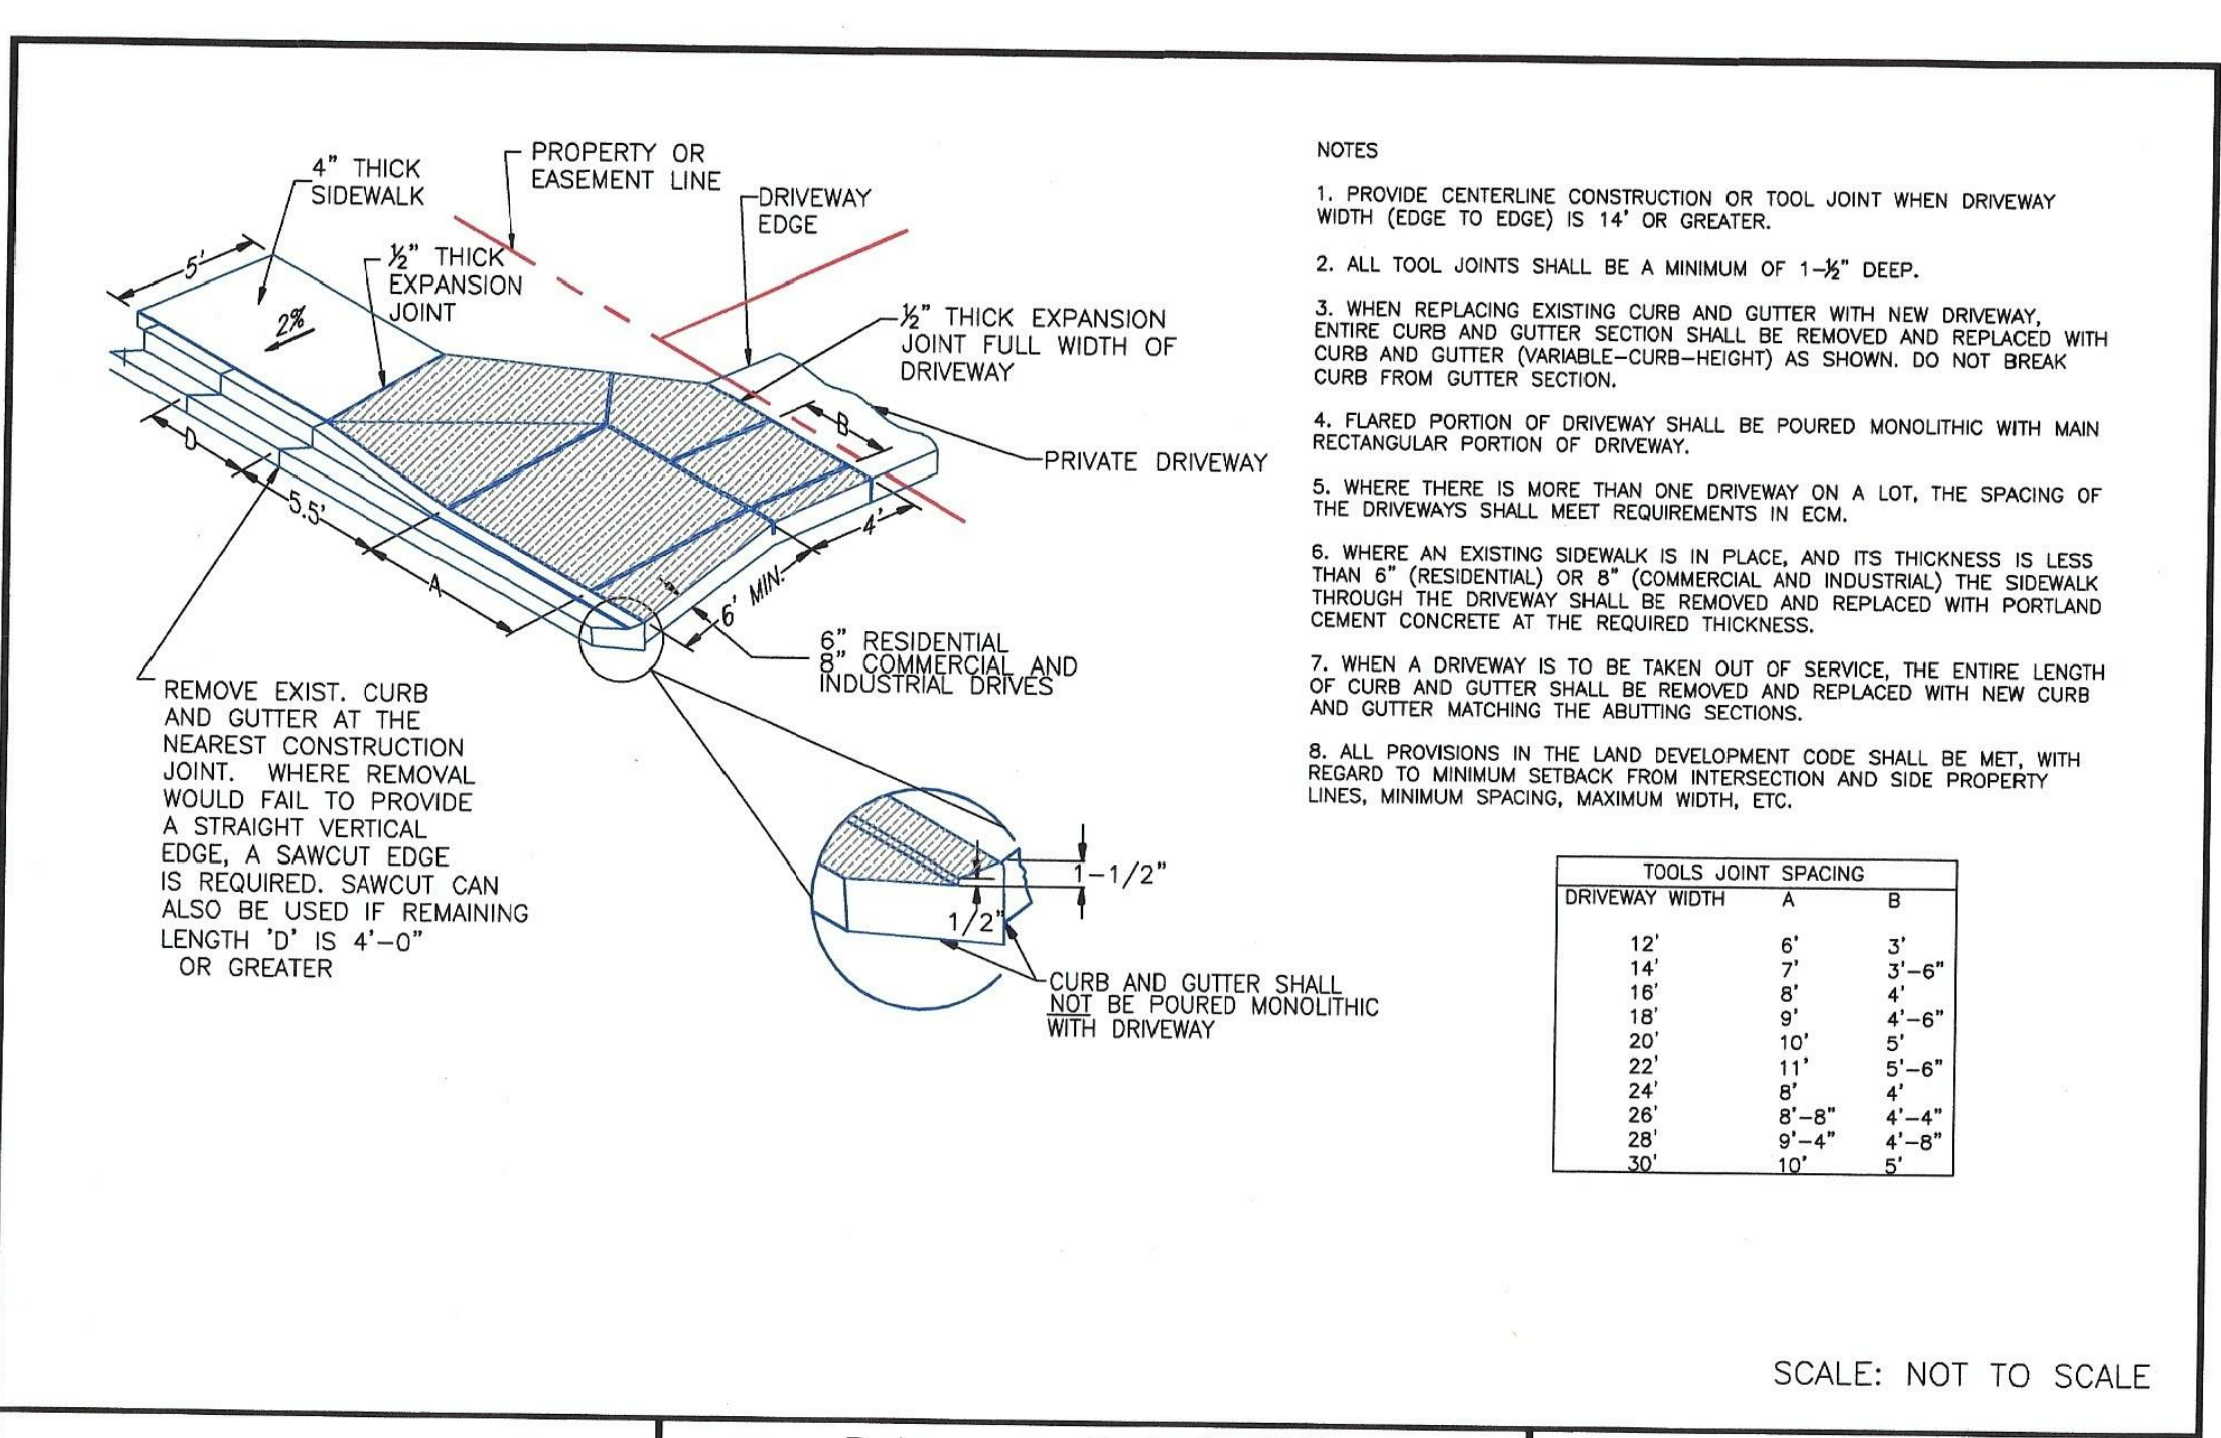 4" THICK
SIDEWALK
PROPERTY OR
EASEMENT LINE
DRIVEWAY
EDGE
½" THICK
EXPANSION
JOINT
5'
2%
½" THICK EXPANSION
JOINT FULL WIDTH OF
DRIVEWAY
B
PRIVATE DRIVEWAY
D
5.5'
A
4'
6' MIN.
6" RESIDENTIAL
8" COMMERCIAL AND
INDUSTRIAL DRIVES
REMOVE EXIST. CURB
AND GUTTER AT THE
NEAREST CONSTRUCTION
JOINT. WHERE REMOVAL
WOULD FAIL TO PROVIDE
A STRAIGHT VERTICAL
EDGE, A SAWCUT EDGE
IS REQUIRED. SAWCUT CAN
ALSO BE USED IF REMAINING
LENGTH 'D' IS 4'-0"
OR GREATER
1-1/2"
1/2"
CURB AND GUTTER SHALL
NOT BE POURED MONOLITHIC
WITH DRIVEWAY
NOTES
1. PROVIDE CENTERLINE CONSTRUCTION OR TOOL JOINT WHEN DRIVEWAY
WIDTH (EDGE TO EDGE) IS 14' OR GREATER.
2. ALL TOOL JOINTS SHALL BE A MINIMUM OF 1-½" DEEP.
3. WHEN REPLACING EXISTING CURB AND GUTTER WITH NEW DRIVEWAY,
ENTIRE CURB AND GUTTER SECTION SHALL BE REMOVED AND REPLACED WITH
CURB AND GUTTER (VARIABLE-CURB-HEIGHT) AS SHOWN. DO NOT BREAK
CURB FROM GUTTER SECTION.
4. FLARED PORTION OF DRIVEWAY SHALL BE POURED MONOLITHIC WITH MAIN
RECTANGULAR PORTION OF DRIVEWAY.
5. WHERE THERE IS MORE THAN ONE DRIVEWAY ON A LOT, THE SPACING OF
THE DRIVEWAYS SHALL MEET REQUIREMENTS IN ECM.
6. WHERE AN EXISTING SIDEWALK IS IN PLACE, AND ITS THICKNESS IS LESS
THAN 6" (RESIDENTIAL) OR 8" (COMMERCIAL AND INDUSTRIAL) THE SIDEWALK
THROUGH THE DRIVEWAY SHALL BE REMOVED AND REPLACED WITH PORTLAND
CEMENT CONCRETE AT THE REQUIRED THICKNESS.
7. WHEN A DRIVEWAY IS TO BE TAKEN OUT OF SERVICE, THE ENTIRE LENGTH
OF CURB AND GUTTER SHALL BE REMOVED AND REPLACED WITH NEW CURB
AND GUTTER MATCHING THE ABUTTING SECTIONS.
8. ALL PROVISIONS IN THE LAND DEVELOPMENT CODE SHALL BE MET, WITH
REGARD TO MINIMUM SETBACK FROM INTERSECTION AND SIDE PROPERTY
LINES, MINIMUM SPACING, MAXIMUM WIDTH, ETC.
TOOLS JOINT SPACING
DRIVEWAY WIDTH A B
12' 6' 3'
14' 7' 3'-6"
16' 8' 4'
18' 9' 4'-6"
20' 10' 5'
22' 11' 5'-6"
24' 8' 4'
26' 8'-8" 4'-4"
28' 9'-4" 4'-8"
30' 10' 5'
SCALE: NOT TO SCALE